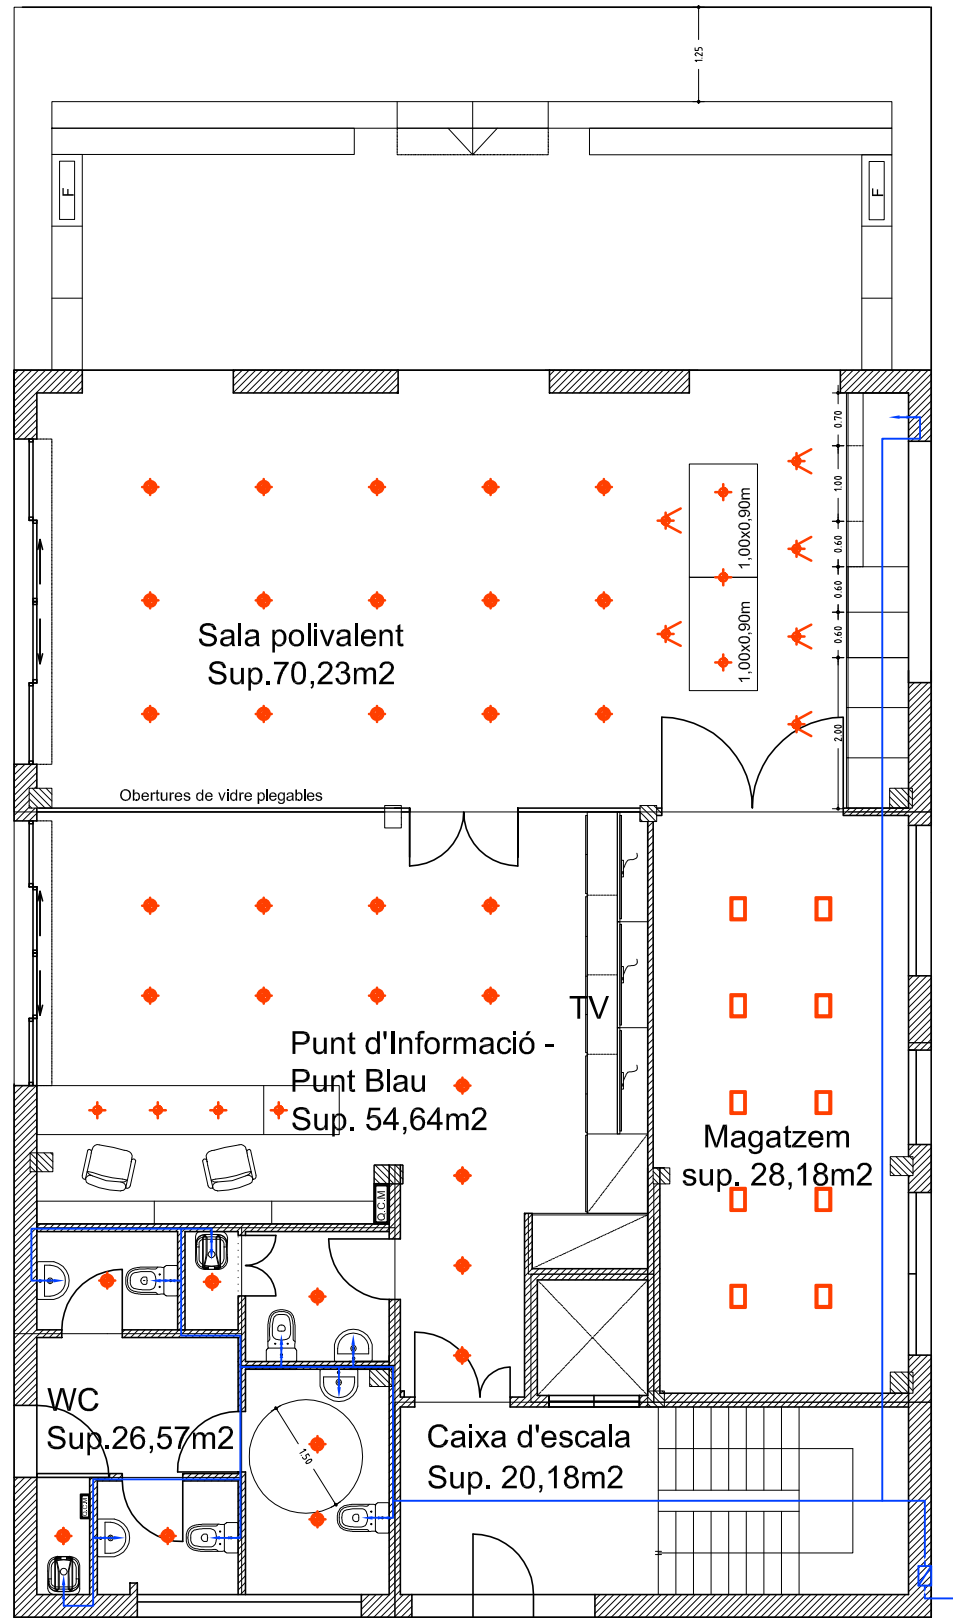 1.25
F
F
0.70
1.00
0.60
0.60
0.60
2.00
1,00x0,90m
1,00x0,90m
Sala polivalent
Sup.70,23m2
Obertures de vidre plegables
TV
Punt d'Informació -
Punt Blau
Sup. 54,64m2
Magatzem
sup. 28,18m2
Q.C.M
WC
Sup.26,57m2
1.50
Caixa d'escala
Sup. 20,18m2